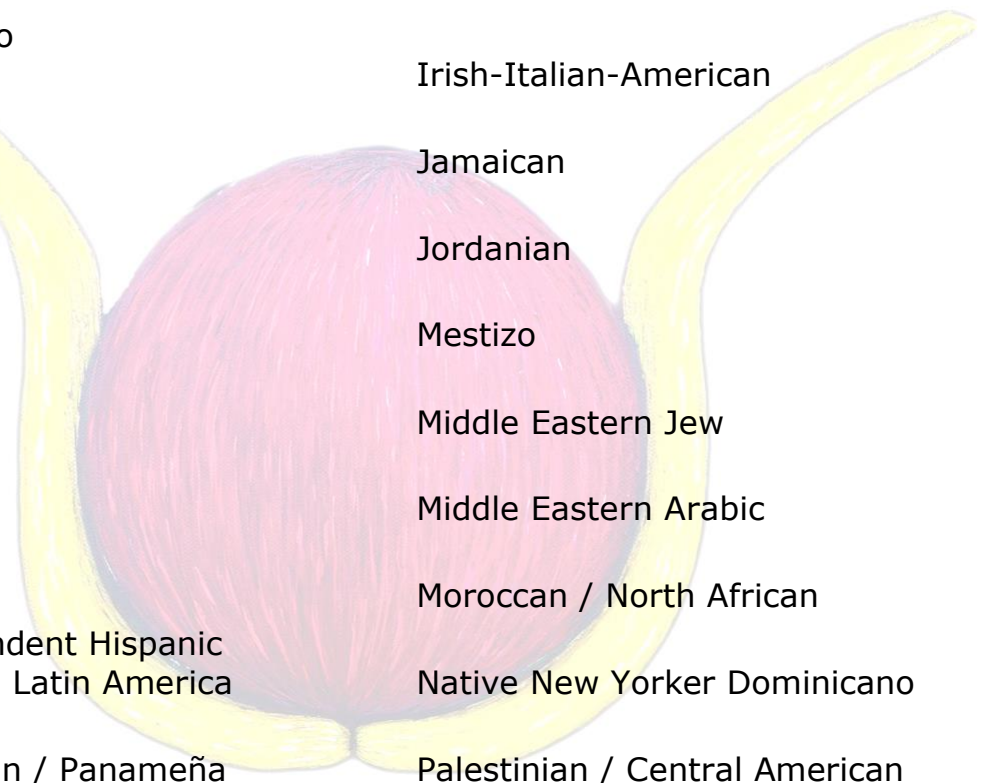 o
ndent Hispanic
Latin America
n / Panameña
Irish-Italian-American
Jamaican
Jordanian
Mestizo
Middle Eastern Jew
Middle Eastern Arabic
Moroccan / North African
Native New Yorker Dominicano
Palestinian / Central American